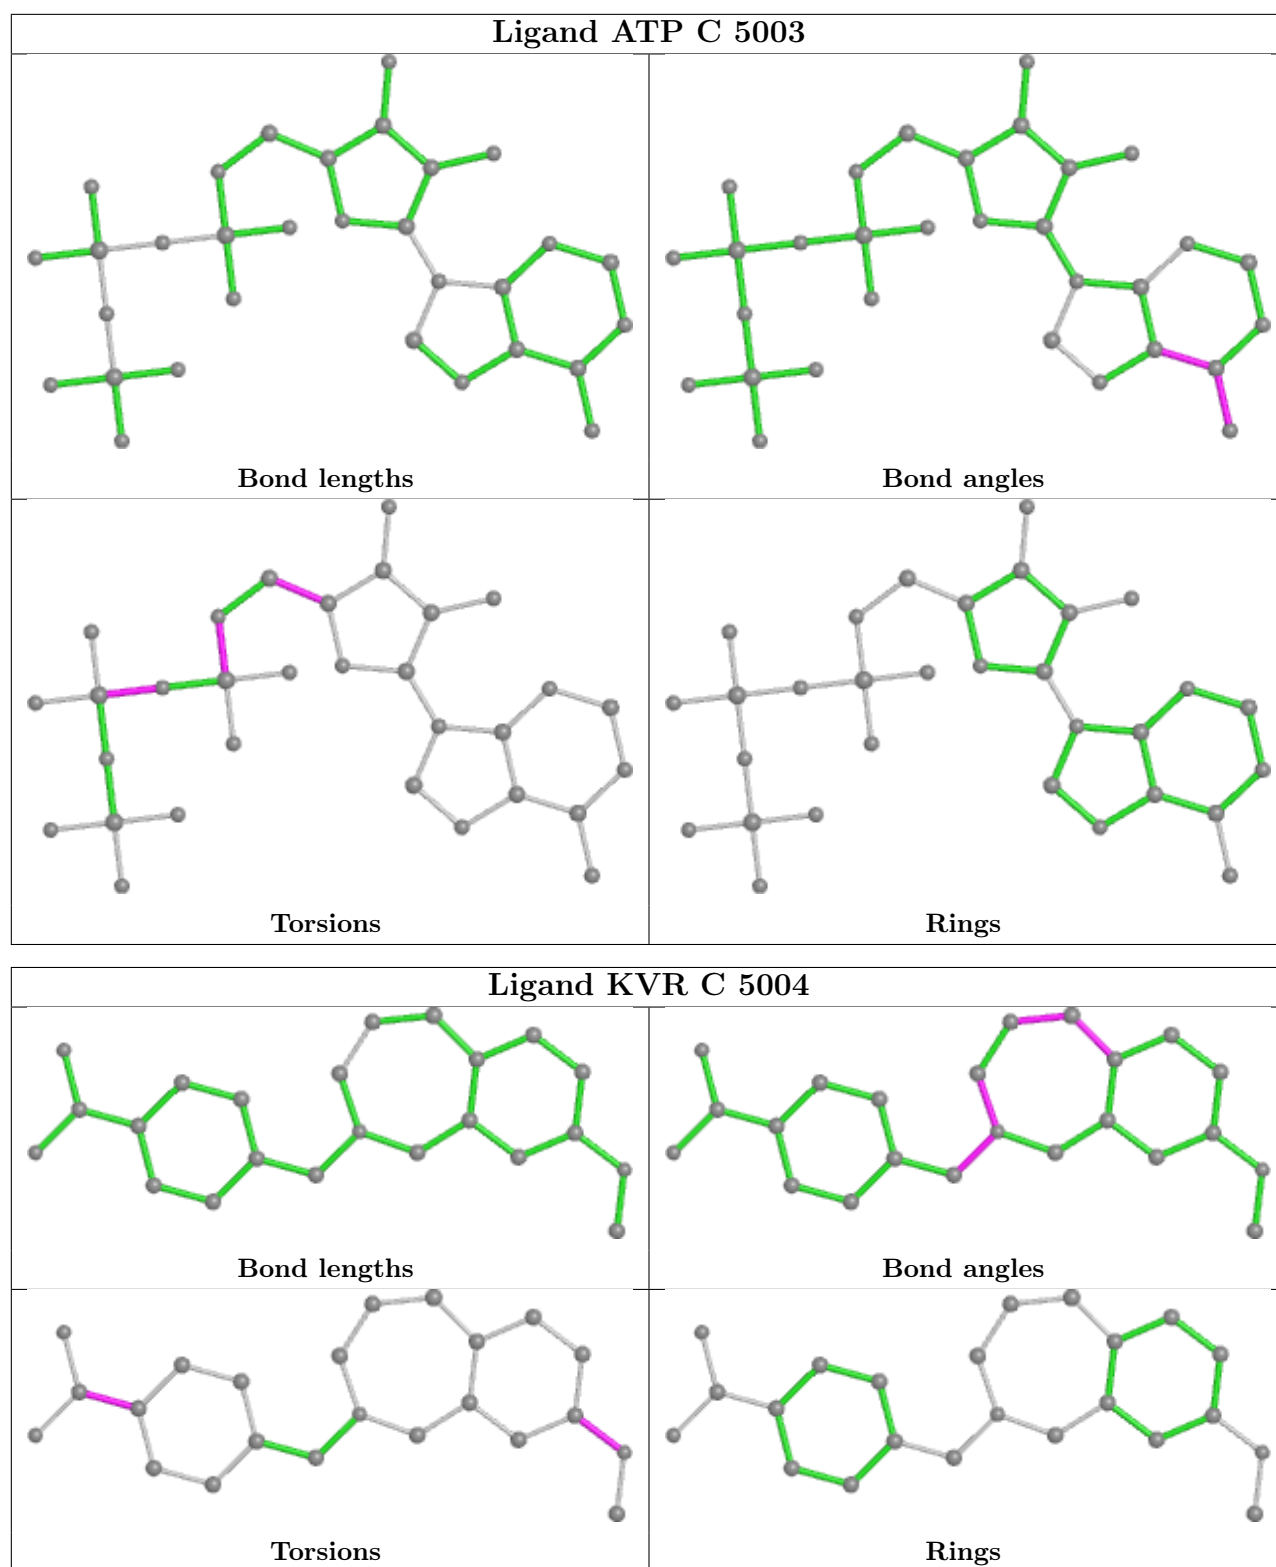 Ligand ATP C 5003
Bond lengths
Bond angles
Torsions
Rings
Ligand KVR C 5004
Bond lengths
Bond angles
Torsions
Rings